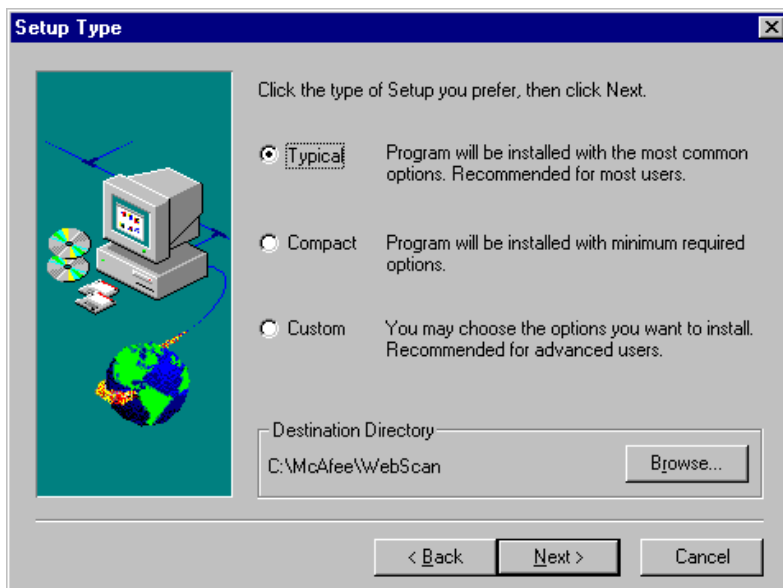 Setup Type
Click the type of Setup you prefer, then click Next.
Typical
Program will be installed with the most common
options. Recommended for most users.
Compact
Program will be installed with minimum required
options.
Custom
You may choose the options you want to install.
Recommended for advanced users.
Destination Directory
C:\McAfee\WebScan
Browse...
< Back
Next >
Cancel